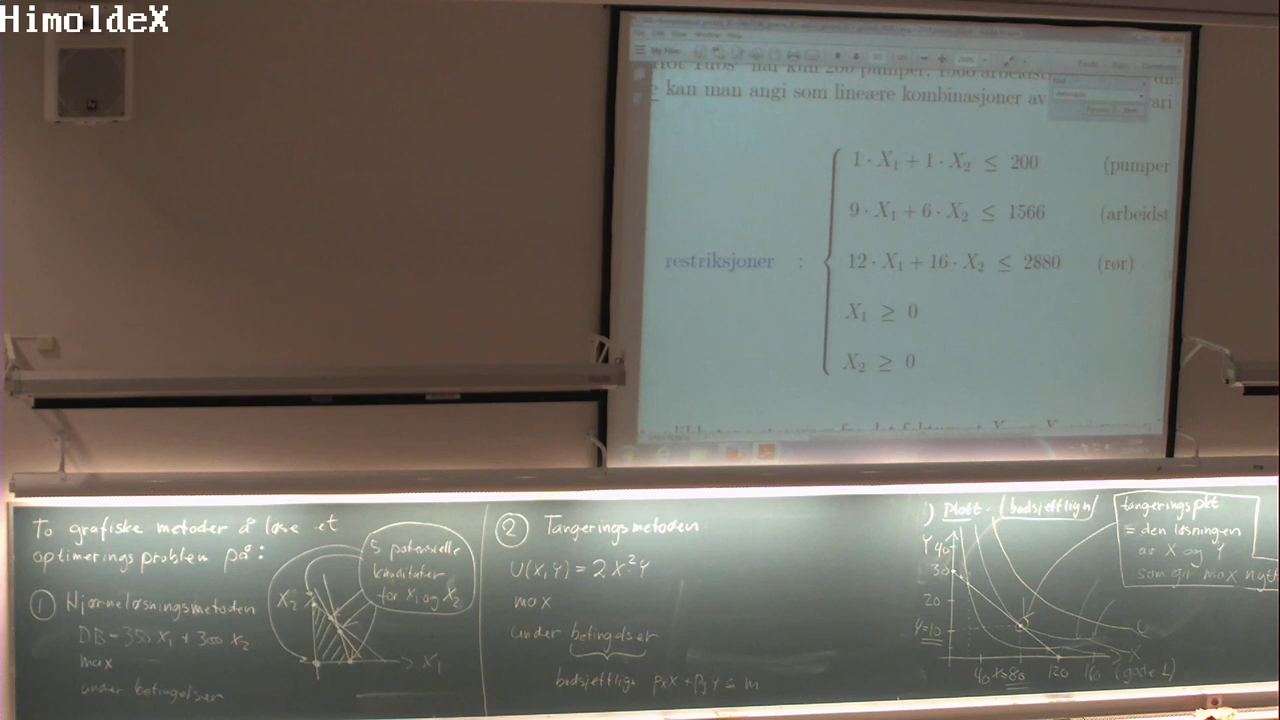 HimoldeX
kan man angi som lineære kombinasjoner av
restriksjoner :
1 · X₁ + 1 · X₂ ≤ 200 (pumper
9 · X₁ + 6 · X₂ ≤ 1566 (arbeidst
12 · X₁ + 16 · X₂ ≤ 2880 (rør)
X₁ ≥ 0
X₂ ≥ 0
To grafiske metoder å løse et
optimeringsproblem på:
① Hjørneløsningsmetoden
DB = 350 X₁ + 300 X₂
max
under betingelser
5 potensielle
kandidater
for X₁ og X₂
X₂
X₁
② Tangeringsmetoden
U(X,Y) = 2X²Y
max
under betingelser
budsjettlign PxX + PyY ≤ m
) Plott (budsjettlign)
Y
40
30
20
Y=10
40 X=80 120 160 (gode 1)
tangeringspkt
= den løsningen
av X og Y
som gir max nytt